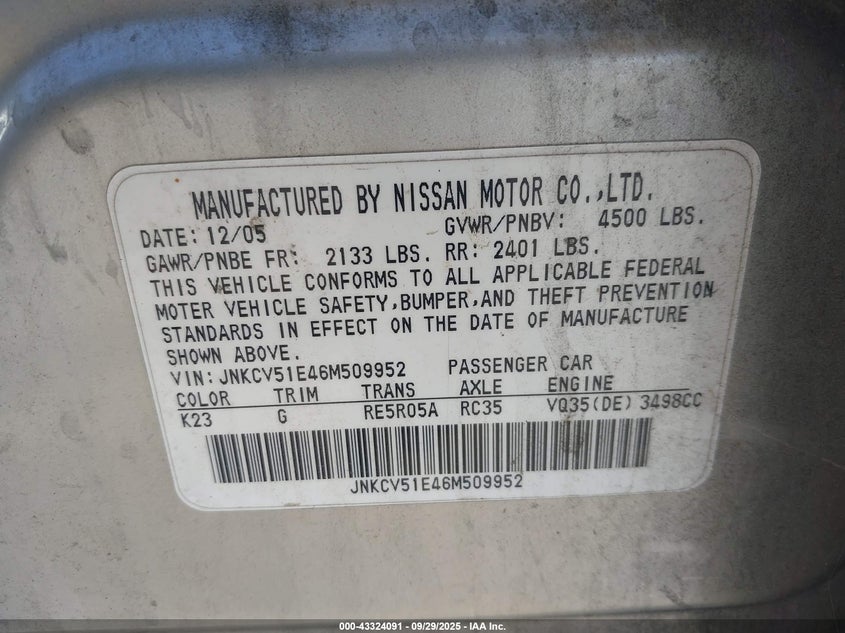 MANUFACTURED BY NISSAN MOTOR CO.,LTD.
DATE: 12/05 GVWR/PNBV: 4500 LBS.
GAWR/PNBE FR: 2133 LBS. RR: 2401 LBS.
THIS VEHICLE CONFORMS TO ALL APPLICABLE FEDERAL
MOTER VEHICLE SAFETY,BUMPER,AND THEFT PREVENTION
STANDARDS IN EFFECT ON THE DATE OF MANUFACTURE
SHOWN ABOVE.
VIN: JNKCV51E46M509952 PASSENGER CAR
COLOR TRIM TRANS AXLE ENGINE
K23 G RE5R05A RC35 VQ35(DE) 3498CC
JNKCV51E46M509952
000-43324091 - 09/29/2025 - IAA Inc.